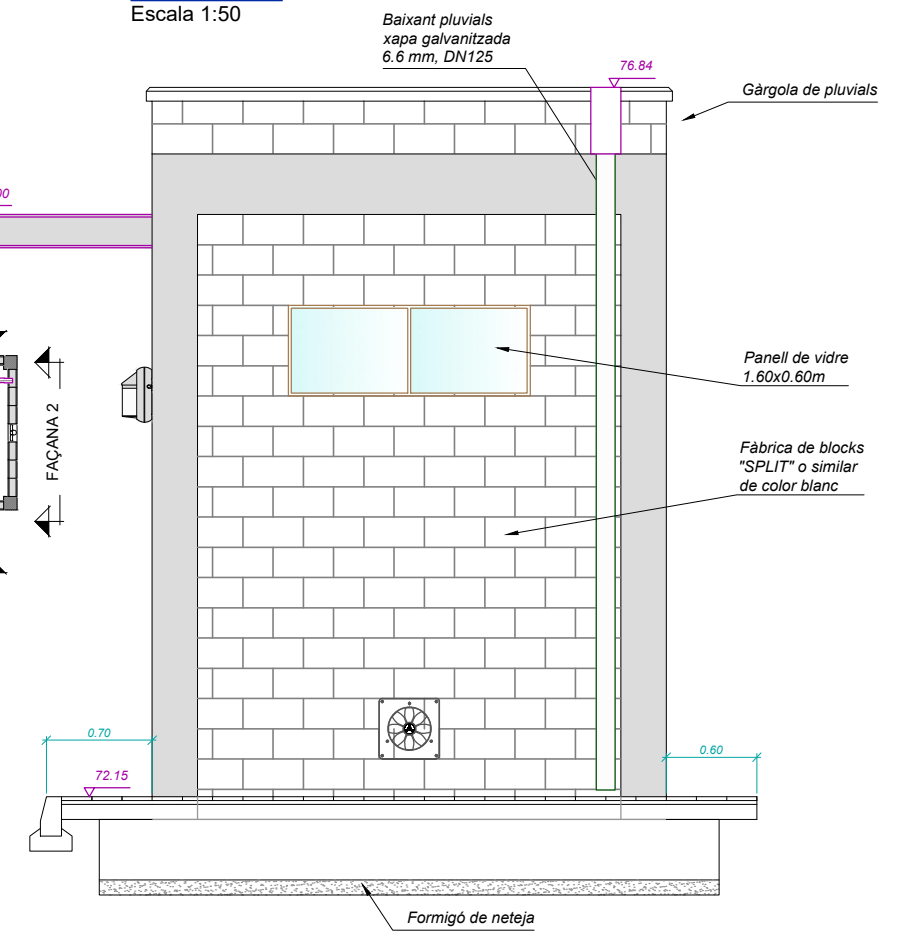 Escala 1:50
Baixant pluvials
xapa galvanitzada
6.6 mm, DN125
76.84
Gàrgola de pluvials
00
FAÇANA 2
Panell de vidre
1.60x0.60m
Fàbrica de blocks
"SPLIT" o similar
de color blanc
0.70
0.60
72.15
Formigó de neteja